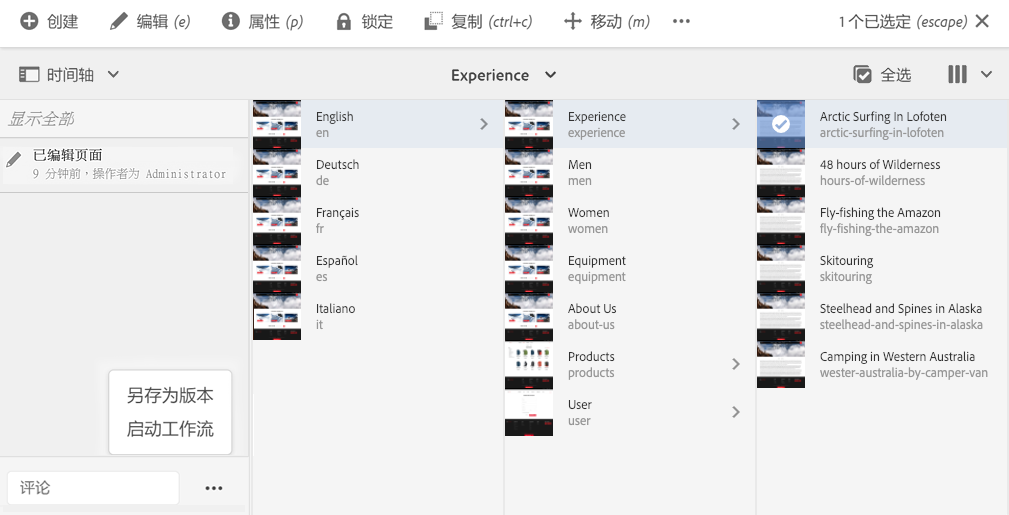 创建 编辑 (e) 属性 (p) 锁定 复制 (ctrl+c) 移动 (m) ••• 1 个已选定 (escape)
时间轴 Experience 全选
显示全部
已编辑页面
9 分钟前，操作者为 Administrator
另存为版本
启动工作流
评论
English
en
Deutsch
de
Français
fr
Español
es
Italiano
it
Experience
experience
Men
men
Women
women
Equipment
equipment
About Us
about-us
Products
products
User
user
Arctic Surfing In Lofoten
arctic-surfing-in-lofoten
48 hours of Wilderness
hours-of-wilderness
Fly-fishing the Amazon
fly-fishing-the-amazon
Skitouring
skitouring
Steelhead and Spines in Alaska
steelhead-and-spines-in-alaska
Camping in Western Australia
wester-australia-by-camper-van